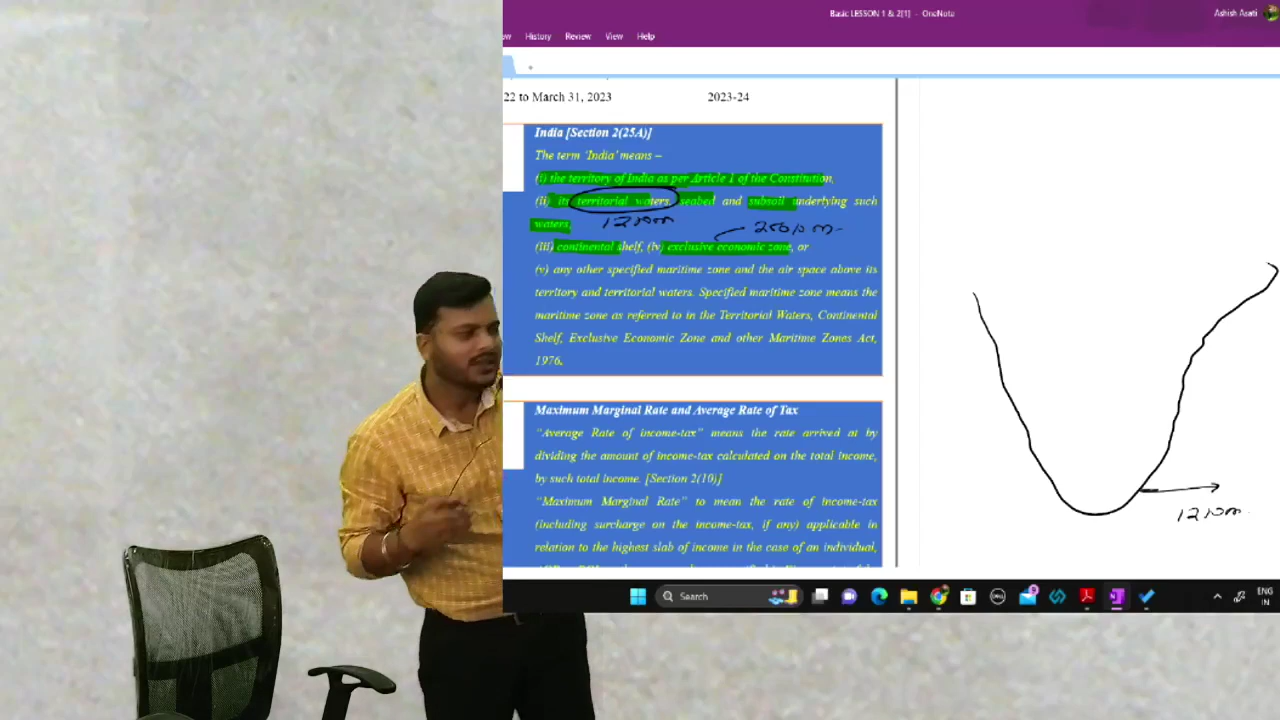 Basic LESSON 1 & 2[1] - OneNote
Ashish Asati
History Review View Help
22 to March 31, 2023 2023-24
India [Section 2(25A)]
The term 'India' means –
(i) the territory of India as per Article 1 of the Constitution,
(ii) its territorial waters, seabed and subsoil underlying such
waters,
12 nm
200 nm
(iii) continental shelf, (iv) exclusive economic zone, or
(v) any other specified maritime zone and the air space above its
territory and territorial waters. Specified maritime zone means the
maritime zone as referred to in the Territorial Waters, Continental
Shelf, Exclusive Economic Zone and other Maritime Zones Act,
1976.
Maximum Marginal Rate and Average Rate of Tax
"Average Rate of income-tax" means the rate arrived at by
dividing the amount of income-tax calculated on the total income,
by such total income. [Section 2(10)]
"Maximum Marginal Rate" to mean the rate of income-tax
(including surcharge on the income-tax, if any) applicable in
relation to the highest slab of income in the case of an individual,
12 nm
Search
ENG
IN